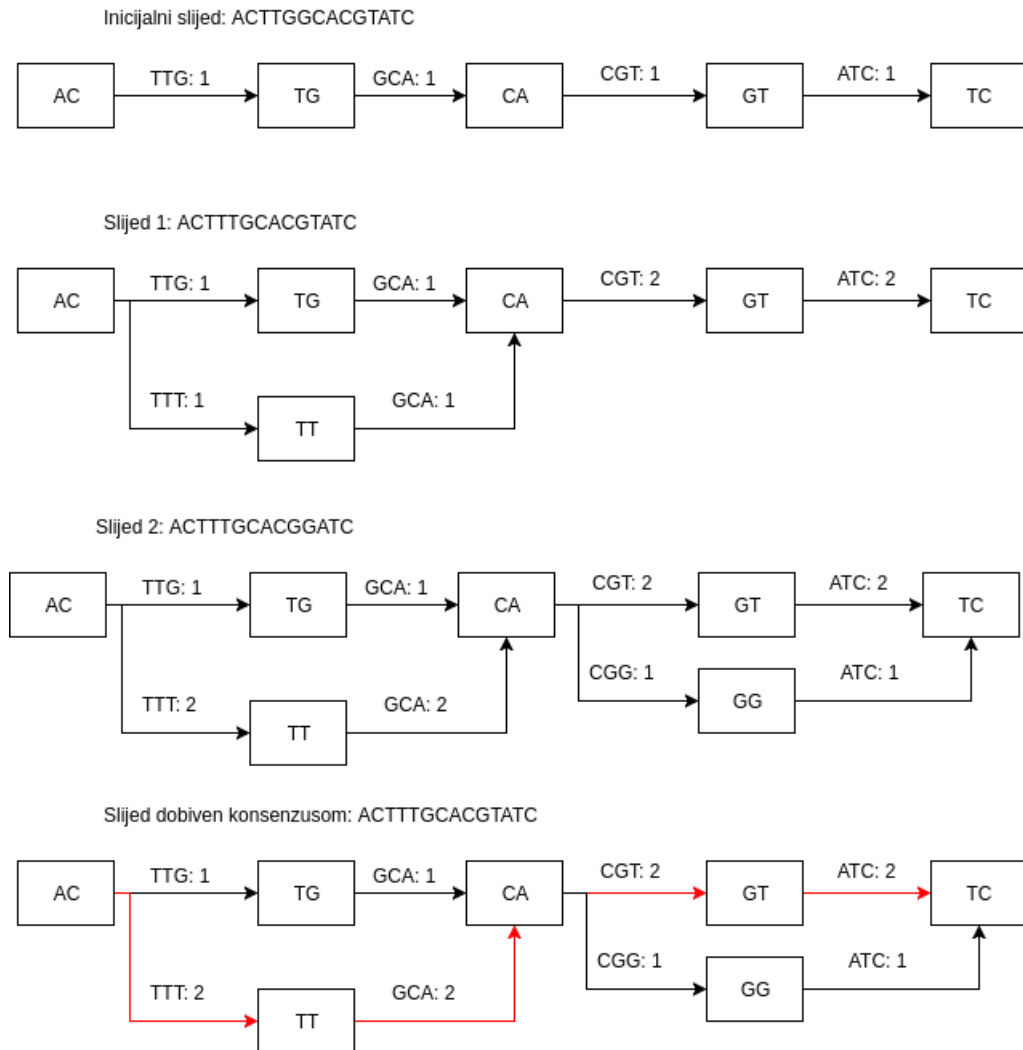 Inicijalni slijed: ACTTGGCACGTATC
TTG: 1 GCA: 1 CGT: 1 ATC: 1
AC TG CA GT TC
Slijed 1: ACTTTGCACGTATC
TTG: 1 GCA: 1 CGT: 2 ATC: 2
AC TG CA GT TC
TTT: 1 GCA: 1
TT
Slijed 2: ACTTTGCACGGATC
TTG: 1 GCA: 1 CGT: 2 ATC: 2
AC TG CA GT TC
TTT: 2 GCA: 2 CGG: 1 ATC: 1
TT GG
Slijed dobiven konsenzusom: ACTTTGCACGTATC
TTG: 1 GCA: 1 CGT: 2 ATC: 2
AC TG CA GT TC
TTT: 2 GCA: 2 CGG: 1 ATC: 1
TT GG